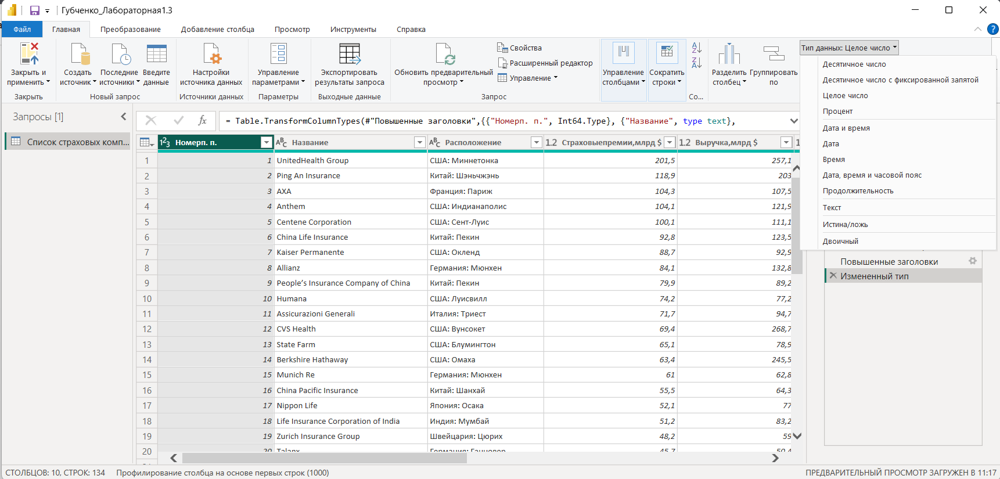 Губченко_Лабораторная1.3
Файл Главная Преобразование Добавление столбца Просмотр Инструменты Справка
Закрыть и применить
Закрыть
Создать источник
Последние источники
Введите данные
Новый запрос
Настройки источника данных
Источники данных
Управление параметрами
Параметры
Экспортировать результаты запроса
Выходные данные
Обновить предварительный просмотр
Свойства
Расширенный редактор
Управление
Запрос
Управление столбцами
Сократить строки
Со...
Разделить столбец
Группировать по
Тип данных: Целое число
Десятичное число
Десятичное число с фиксированной запятой
Целое число
Процент
Дата и время
Дата
Время
Дата, время и часовой пояс
Продолжительность
Текст
Истина/ложь
Двоичный
Запросы [1]
Список страховых комп...
= Table.TransformColumnTypes(#"Повышенные заголовки",{{"Номерп. п.", Int64.Type}, {"Название", type text},
Номерп. п. Название Расположение 1.2 Страховыепремии,млрд $ 1.2 Выручка,млрд $
1 1 UnitedHealth Group США: Миннетонка 201,5 257,1
2 2 Ping An Insurance Китай: Шэньчжэнь 118,9 203
3 3 AXA Франция: Париж 104,3 107,5
4 4 Anthem США: Индианаполис 104,1 121,9
5 5 Centene Corporation США: Сент-Луис 100,1 111,1
6 6 China Life Insurance Китай: Пекин 92,8 123,5
7 7 Kaiser Permanente США: Окленд 88,7 92,9
8 8 Allianz Германия: Мюнхен 84,1 132,8
9 9 People’s Insurance Company of China Китай: Пекин 79,9 89,2
10 10 Humana США: Луисвилл 74,2 77,2
11 11 Assicurazioni Generali Италия: Триест 71,7 94,7
12 12 CVS Health США: Вунсокет 69,4 268,7
13 13 State Farm США: Блумингтон 65,1 78,9
14 14 Berkshire Hathaway США: Омаха 63,4 245,5
15 15 Munich Re Германия: Мюнхен 61 62,8
16 16 China Pacific Insurance Китай: Шанхай 55,5 64,3
17 17 Nippon Life Япония: Осака 52,1 77
18 18 Life Insurance Corporation of India Индия: Мумбай 51,2 83,2
19 19 Zurich Insurance Group Швейцария: Цюрих 48,2 59
20 20 Talanx Германия: Ганновер 45,7 50,4
Повышенные заголовки
Измененный тип
СТОЛБЦОВ: 10, СТРОК: 134 Профилирование столбца на основе первых строк (1000) ПРЕДВАРИТЕЛЬНЫЙ ПРОСМОТР ЗАГРУЖЕН В 11:17